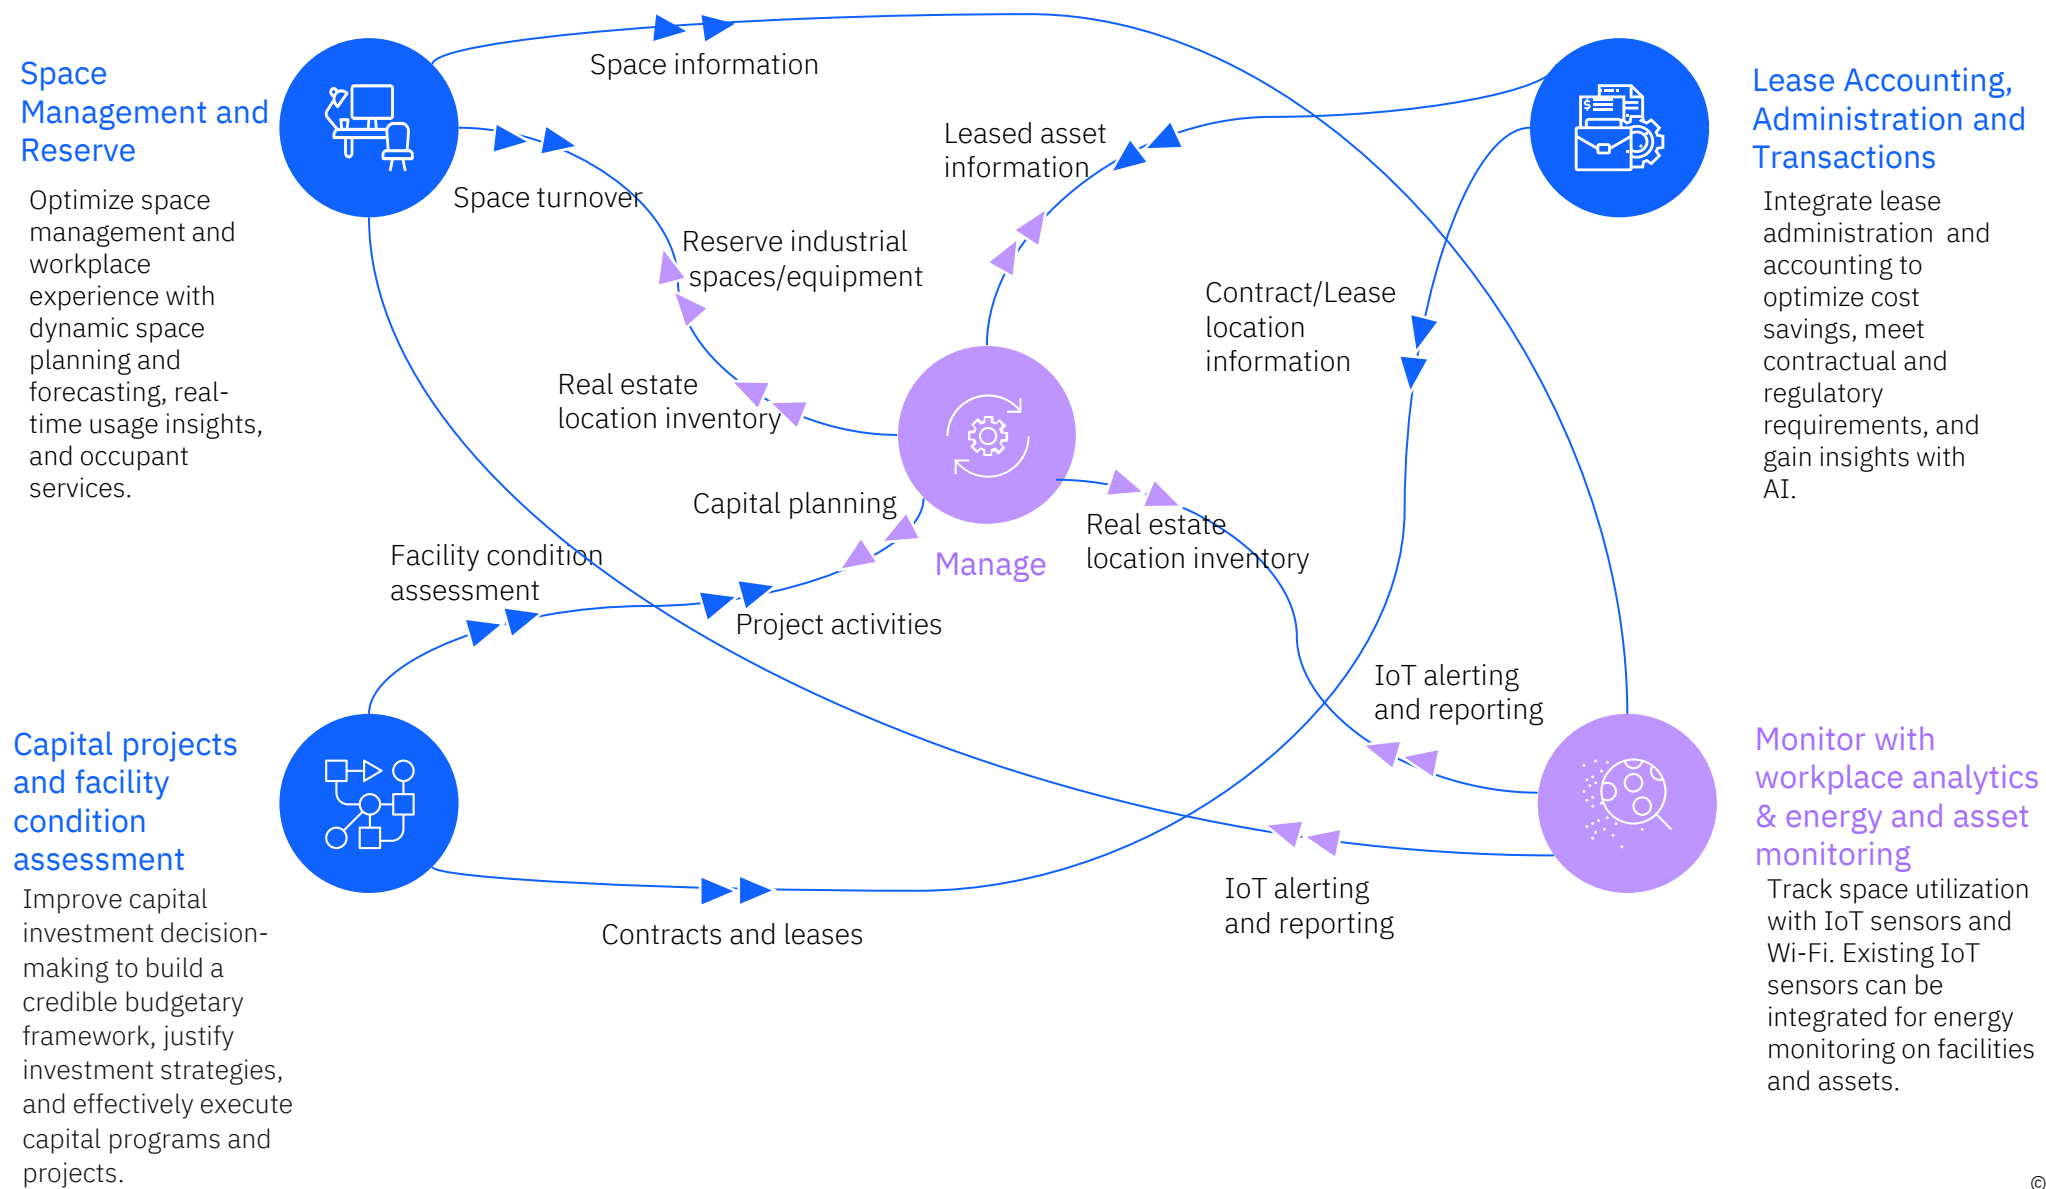 Space
Management and
Reserve
Optimize space
management and
workplace
experience with
dynamic space
planning and
forecasting, real-
time usage insights,
and occupant
services.
Space information
Space turnover
Leased asset
information
Reserve industrial
spaces/equipment
Real estate
location inventory
Contract/Lease
location
information
Lease Accounting,
Administration and
Transactions
Integrate lease
administration  and
accounting to
optimize cost
savings, meet
contractual and
regulatory
requirements, and
gain insights with
AI.
$
Capital planning
Manage
Real estate
location inventory
Facility condition
assessment
Project activities
IoT alerting
and reporting
Capital projects
and facility
condition
assessment
Improve capital
investment decision-
making to build a
credible budgetary
framework, justify
investment strategies,
and effectively execute
capital programs and
projects.
Contracts and leases
IoT alerting
and reporting
Monitor with
workplace analytics
& energy and asset
monitoring
Track space utilization
with IoT sensors and
Wi-Fi. Existing IoT
sensors can be
integrated for energy
monitoring on facilities
and assets.
©